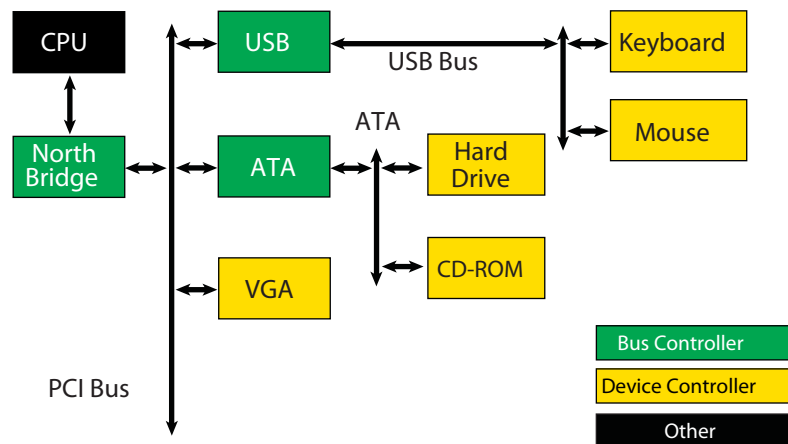 CPU
USB
Keyboard
USB Bus
Mouse
ATA
North
Bridge
ATA
Hard
Drive
CD-ROM
VGA
PCI Bus
Bus Controller
Device Controller
Other